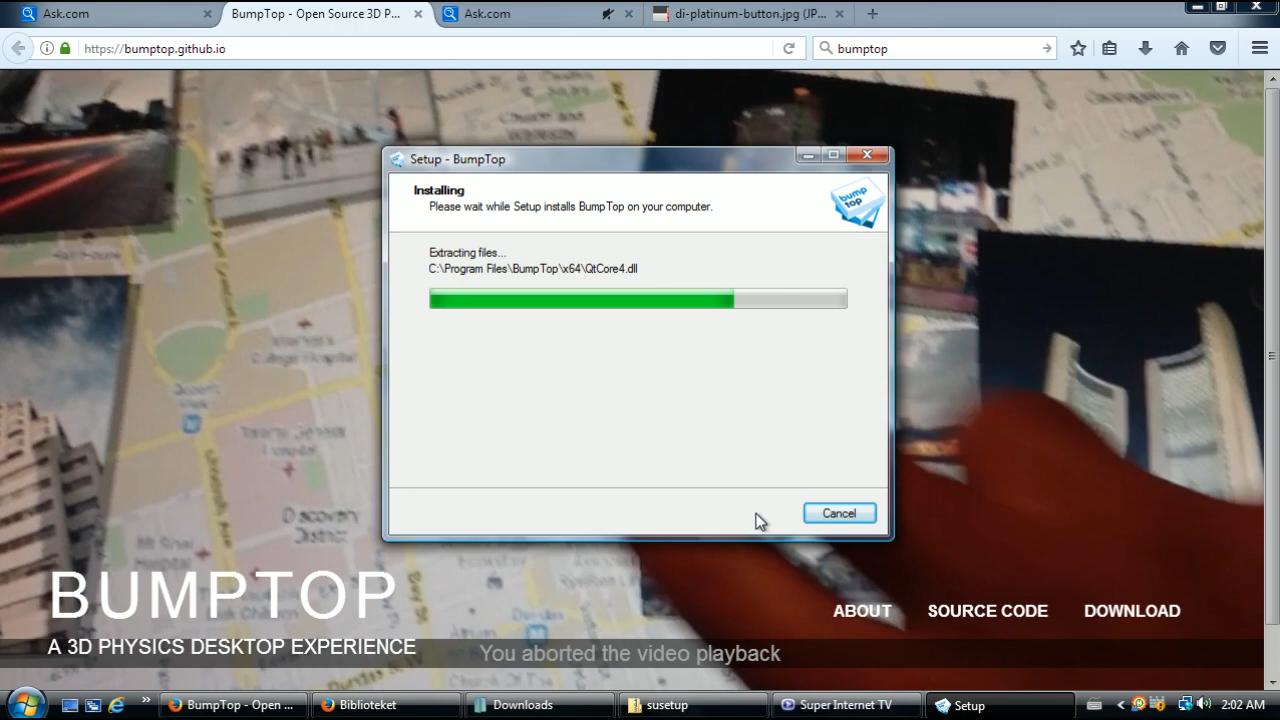 Ask.com
BumpTop - Open Source 3D P...
Ask.com
di-platinum-button.jpg (JP...
https://bumptop.github.io
bumptop
Setup - BumpTop
Installing
Please wait while Setup installs BumpTop on your computer.
bump
top
Extracting files...
C:\Program Files\BumpTop\x64\QtCore4.dll
Cancel
Discovery
District
BUMPTOP
A 3D PHYSICS DESKTOP EXPERIENCE
ABOUT
SOURCE CODE
DOWNLOAD
You aborted the video playback
BumpTop - Open ...
Biblioteket
Downloads
susetup
Super Internet TV
Setup
2:02 AM